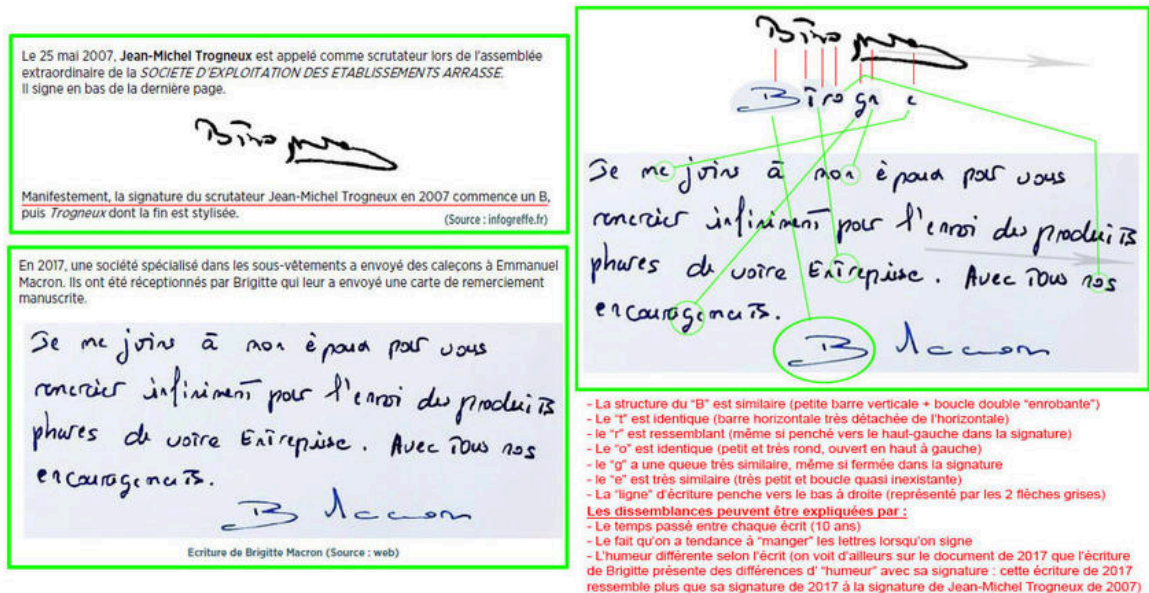 Le 25 mai 2007, Jean-Michel Trogneux est appelé comme scrutateur lors de l'assemblée
extraordinaire de la SOCIETE D'EXPLOITATION DES ETABLISSEMENTS ARRASSE.
Il signe en bas de la dernière page.
Manifestement, la signature du scrutateur Jean-Michel Trogneux en 2007 commence un B,
puis Trogneux dont la fin est stylisée.
(Source : infogreffe.fr)
En 2017, une société spécialisé dans les sous-vêtements a envoyé des caleçons à Emmanuel
Macron. Ils ont été réceptionnés par Brigitte qui leur a envoyé une carte de remerciement
manuscrite.
Je me joins à mon époux pour vous
remercier infiniment pour l'envoi des produits
phares de votre Entreprise. Avec Tous nos
encouragements.
B Macron
Ecriture de Brigitte Macron (Source : web)
B t r o g n e
Je me joins à mon époux pour vous
remercier infiniment pour l'envoi des produits
phares de votre Entreprise. Avec Tous nos
encouragements.
B Macron
- La structure du "B" est similaire (petite barre verticale + boucle double "enrobante")
- Le "t" est identique (barre horizontale très détachée de l'horizontale)
- le "r" est ressemblant (même si penché vers le haut-gauche dans la signature)
- Le "o" est identique (petit et très rond, ouvert en haut à gauche)
- le "g" a une queue très similaire, même si fermée dans la signature
- le "e" est très similaire (très petit et boucle quasi inexistante)
- La "ligne" d'écriture penche vers le bas à droite (représenté par les 2 flèches grises)
Les dissemblances peuvent être expliquées par :
- Le temps passé entre chaque écrit (10 ans)
- Le fait qu'on a tendance à "manger" les lettres lorsqu'on signe
- L'humeur différente selon l'écrit (on voit d'ailleurs sur le document de 2017 que l'écriture
de Brigitte présente des différences d' "humeur" avec sa signature : cette écriture de 2017
ressemble plus que sa signature de 2017 à la signature de Jean-Michel Trogneux de 2007)